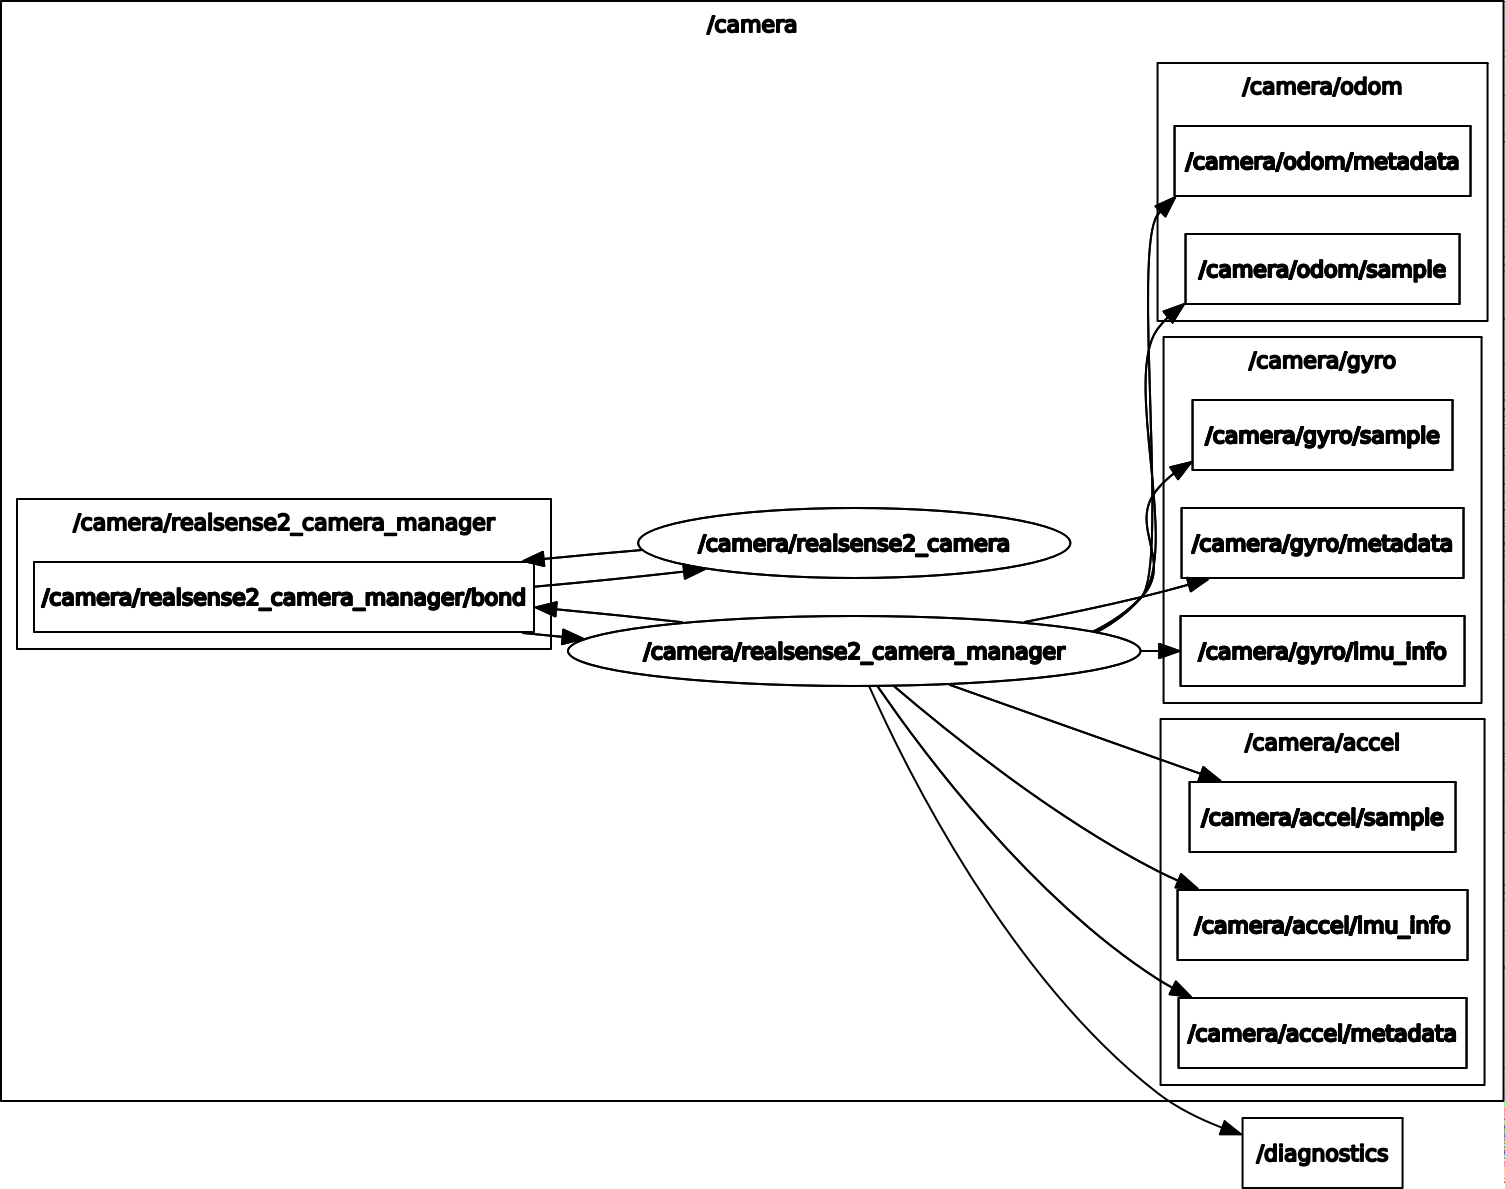 /camera
/camera/odom
/camera/odom/metadata
/camera/odom/sample
/camera/gyro
/camera/gyro/sample
/camera/realsense2_camera_manager
/camera/realsense2_camera
/camera/gyro/metadata
/camera/realsense2_camera_manager/bond
/camera/realsense2_camera_manager
/camera/gyro/imu_info
/camera/accel
/camera/accel/sample
/camera/accel/imu_info
/camera/accel/metadata
/diagnostics